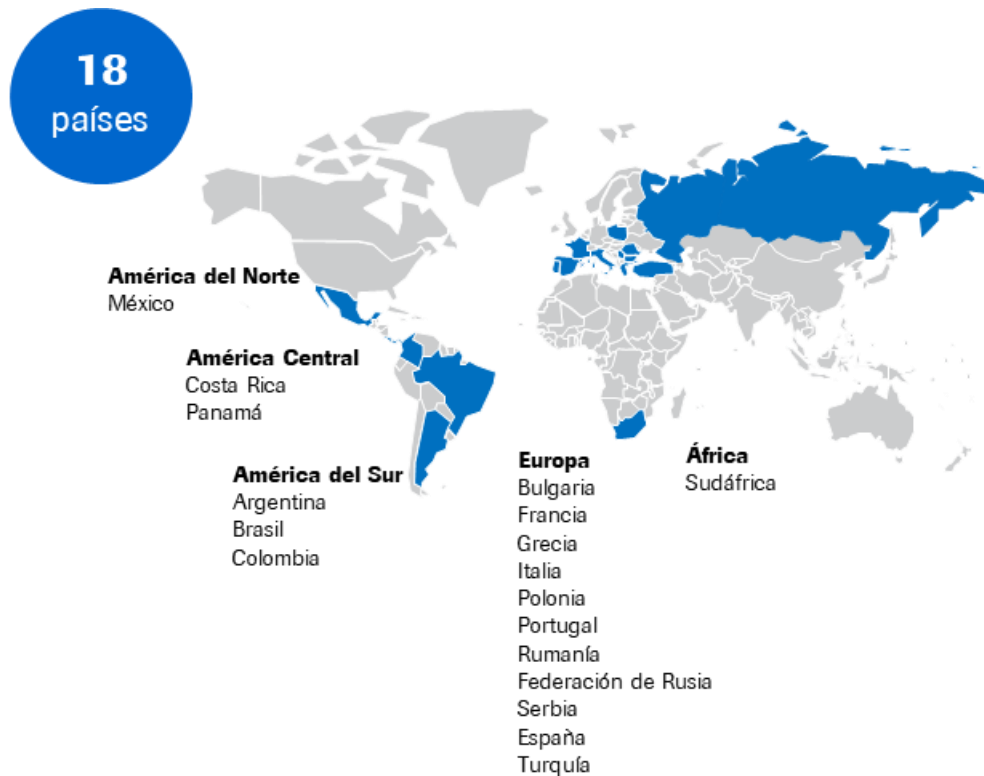 18
países
América del Norte
México
América Central
Costa Rica
Panamá
América del Sur
Argentina
Brasil
Colombia
Europa
Bulgaria
Francia
Grecia
Italia
Polonia
Portugal
Rumanía
Federación de Rusia
Serbia
España
Turquía
África
Sudáfrica